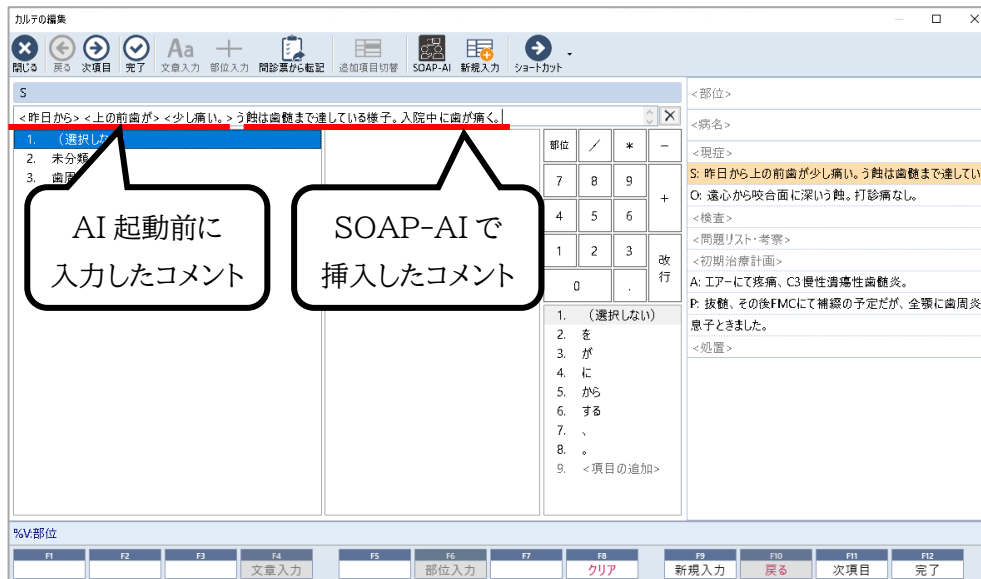 カルテの編集
閉じる 戻る 次項目 完了 文章入力 部位入力 問診票から転記 追加項目切替 SOAP-AI 新規入力 ショートカット
Aa
S
<昨日から><上の前歯が><少し痛い。>う蝕は歯髄まで達している様子。入院中に歯が痛く。
1. (選択しな
2. 未分類
3. 歯周
AI 起動前に
入力したコメント
SOAP-AI で
挿入したコメント
部位 / * -
7 8 9 +
4 5 6
1 2 3 改行
0 .
1. (選択しない)
2. を
3. が
4. に
5. から
6. する
7. 、
8. 。
9. <項目の追加>
<部位>
<病名>
<現症>
S: 昨日から上の前歯が少し痛い。う蝕は歯髄まで達してい
O: 遠心から咬合面に深いう蝕。打診痛なし。
<検査>
<問題リスト・考察>
<初期治療計画>
A: エアーにて疼痛、C3慢性潰瘍性歯髄炎。
P: 抜髄、その後FMCにて補綴の予定だが、全顎に歯周炎
息子ときました。
<処置>
%V:部位
F1 F2 F3 F4 F5 F6 F7 F8 F9 F10 F11 F12
文章入力 部位入力 クリア 新規入力 戻る 次項目 完了